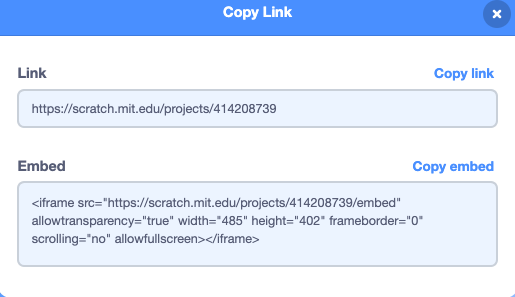 Copy Link
Link
Copy link
https://scratch.mit.edu/projects/414208739
Embed
Copy embed
<iframe src="https://scratch.mit.edu/projects/414208739/embed"
allowtransparency="true" width="485" height="402" frameborder="0"
scrolling="no" allowfullscreen></iframe>